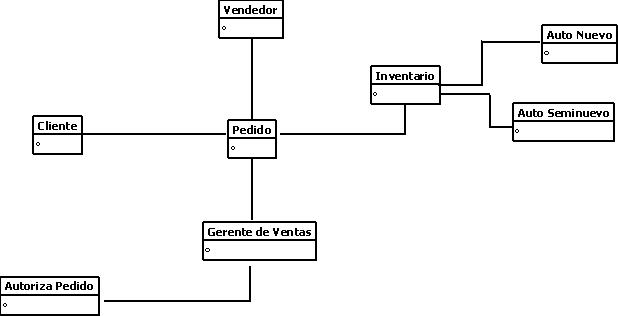 Vendedor
Auto Nuevo
Inventario
Auto Seminuevo
Cliente
Pedido
Gerente de Ventas
Autoriza Pedido